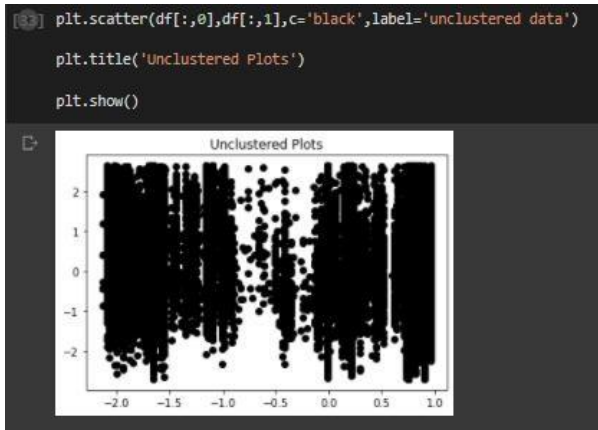 [33] plt.scatter(df[:,0],df[:,1],c='black',label='unclustered data')
plt.title('Unclustered Plots')
plt.show()
Unclustered Plots
2
1
0
−1
−2
−2.0 −1.5 −1.0 −0.5 0.0 0.5 1.0